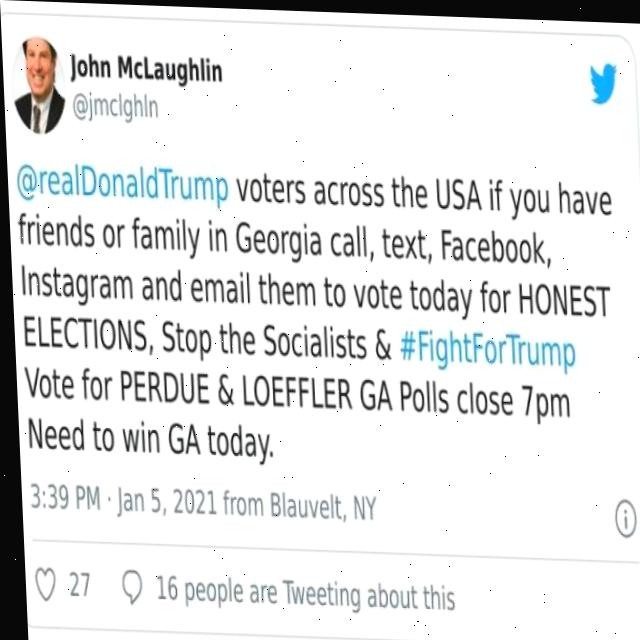 John McLaughlin
@jmclghln
@realDonaldTrump voters across the USA if you have
friends or family in Georgia call, text, Facebook,
Instagram and email them to vote today for HONEST
ELECTIONS, Stop the Socialists & #FightForTrump
Vote for PERDUE & LOEFFLER GA Polls close 7pm
Need to win GA today.
3:39 PM · Jan 5, 2021 from Blauvelt, NY
27 16 people are Tweeting about this